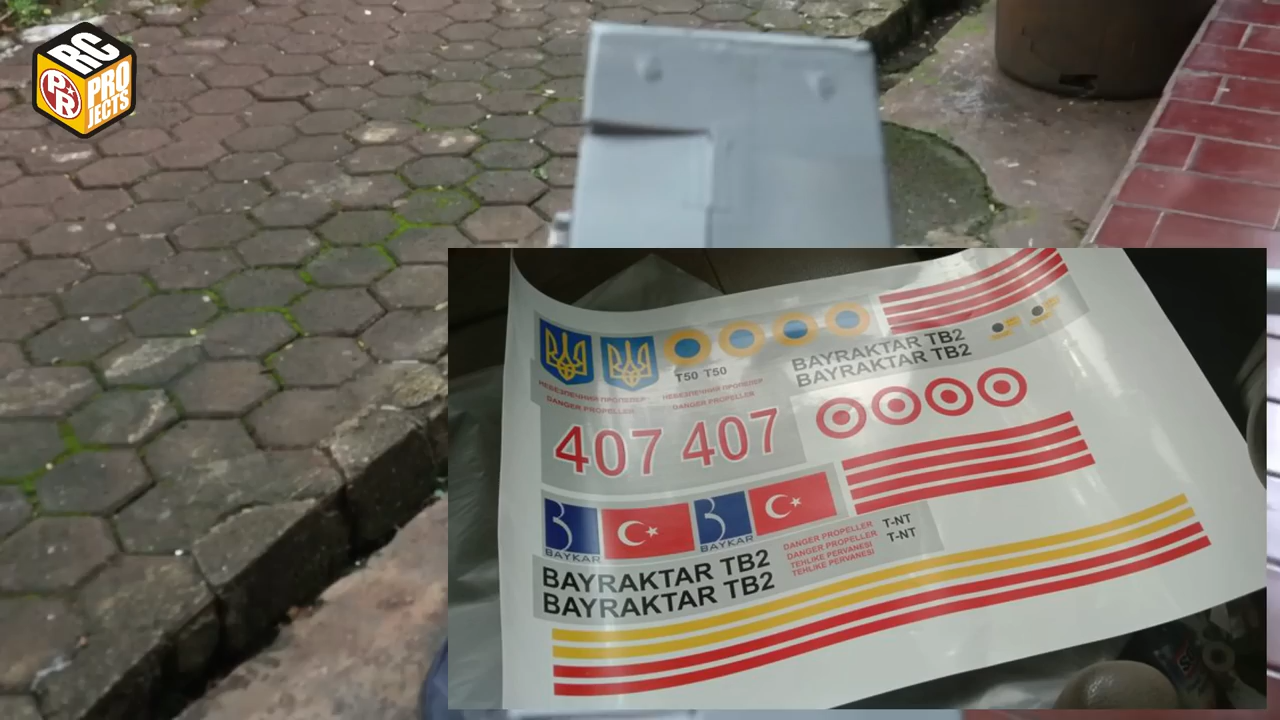 RC
PRO
JECTS
PR
BAYRAKTAR TB2
BAYRAKTAR TB2
T50 T50
НЕБЕЗПЕЧНИЙ ПРОПЕЛЕР НЕБЕЗПЕЧНИЙ ПРОПЕЛЕР
DANGER PROPELLER DANGER PROPELLER
407 407
BAYKAR BAYKAR
DANGER PROPELLER
DANGER PROPELLER
TEHLIKE PERVANESI
TEHLIKE PERVANESI
T-NT
T-NT
BAYRAKTAR TB2
BAYRAKTAR TB2